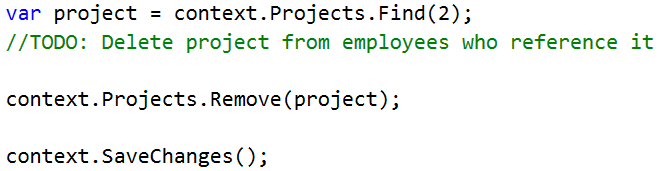 var project = context.Projects.Find(2);
//TODO: Delete project from employees who reference it
context.Projects.Remove(project);
context.SaveChanges();